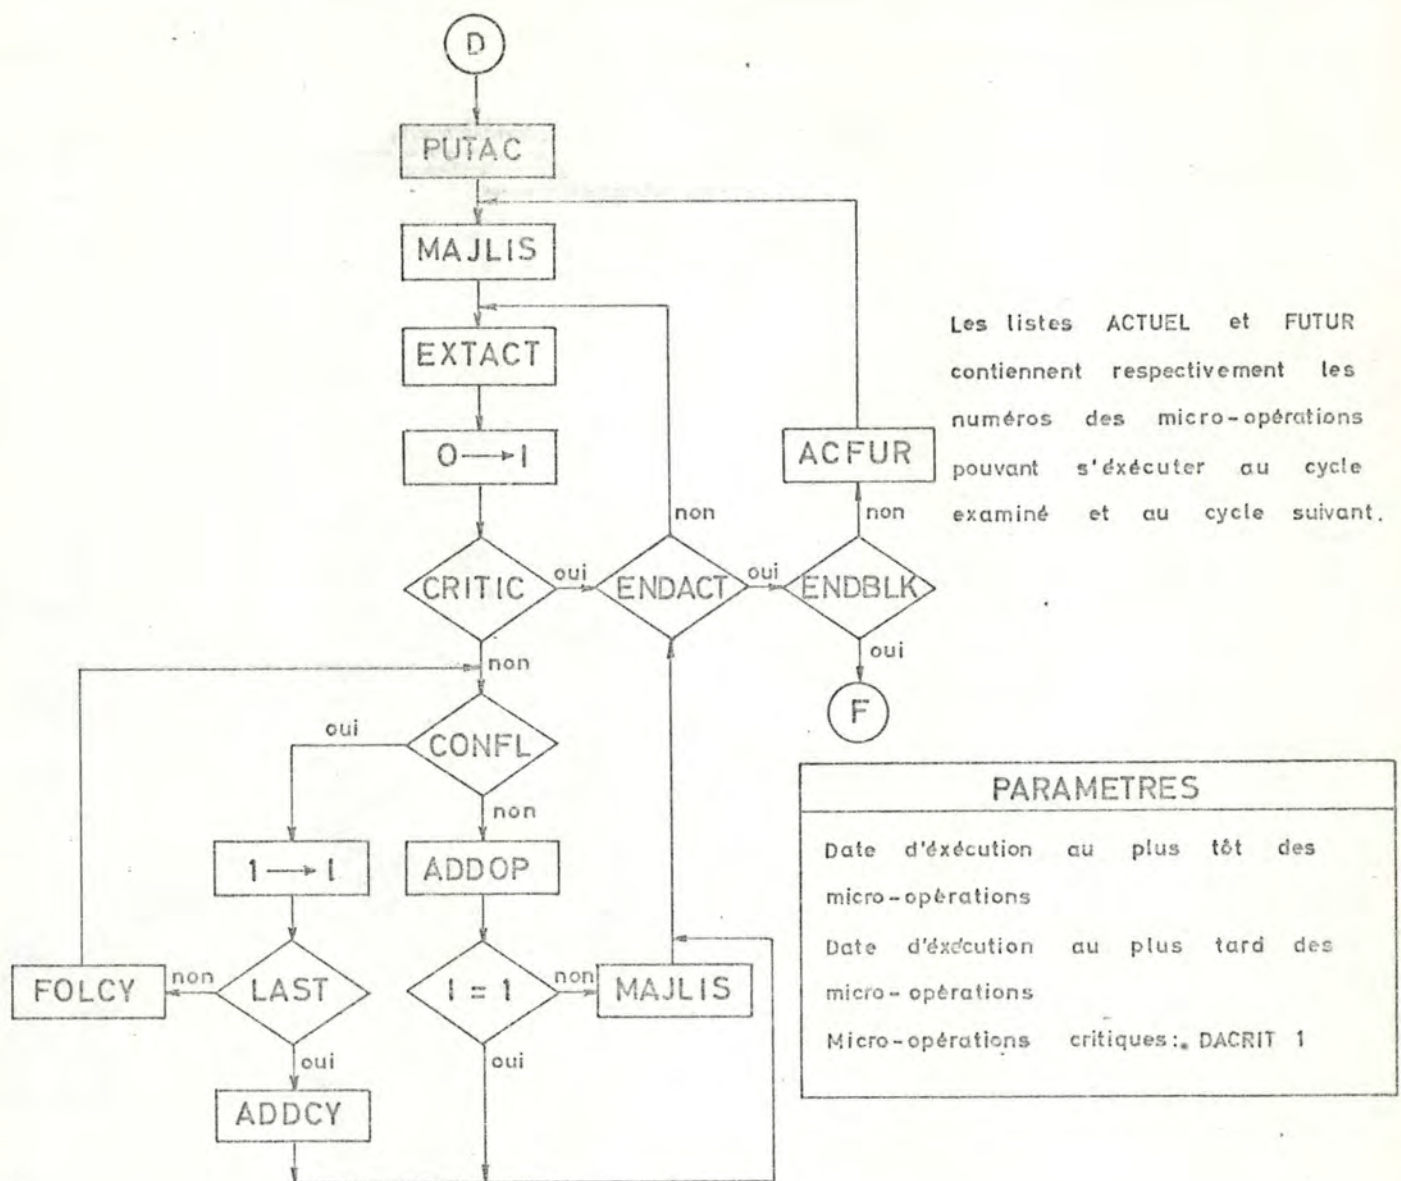 D
PUTAC
MAJLIS
EXTACT
0 → I
CRITIC
oui
ENDACT
non
oui
ENDBLK
non
ACFUR
oui
F
non
CONFL
oui
non
1 → I
ADDOP
LAST
non
FOLCY
oui
ADDCY
I = 1
non
MAJLIS
oui
Les listes ACTUEL et FUTUR
contiennent respectivement les
numéros des micro-opérations
pouvant s'éxécuter au cycle
examiné et au cycle suivant.
PARAMETRES
Date d'éxécution au plus tôt des
micro-opérations
Date d'éxécution au plus tard des
micro-opérations
Micro-opérations critiques: DACRIT 1